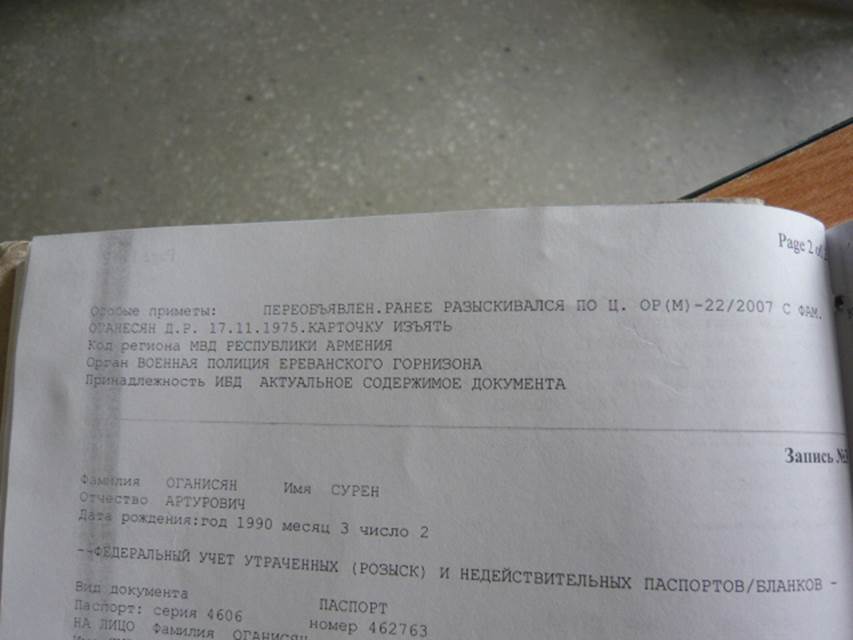 Page 2 of
Особые приметы: ПЕРЕОБЪЯВЛЕН.РАНЕЕ РАЗЫСКИВАЛСЯ ПО Ц. ОР(М)-22/2007 С ФАМ.
ОГАНЕСЯН Д.Р. 17.11.1975.КАРТОЧКУ ИЗЪЯТЬ
Код региона МВД РЕСПУБЛИКИ АРМЕНИЯ
Орган ВОЕННАЯ ПОЛИЦИЯ ЕРЕВАНСКОГО ГОРНИЗОНА
Принадлежность ИБД АКТУАЛЬНОЕ СОДЕРЖИМОЕ ДОКУМЕНТА
Запись
Фамилия ОГАНИСЯН Имя СУРЕН
Отчество АРТУРОВИЧ
Дата рождения:год 1990 месяц 3 число 2
--ФЕДЕРАЛЬНЫЙ УЧЕТ УТРАЧЕННЫХ (РОЗЫСК) И НЕДЕЙСТВИТЕЛЬНЫХ ПАСПОРТОВ/БЛАНКОВ -
Вид документа ПАСПОРТ
Паспорт: серия 4606 номер 462763
НА ЛИЦО Фамилия ОГАНИСЯН